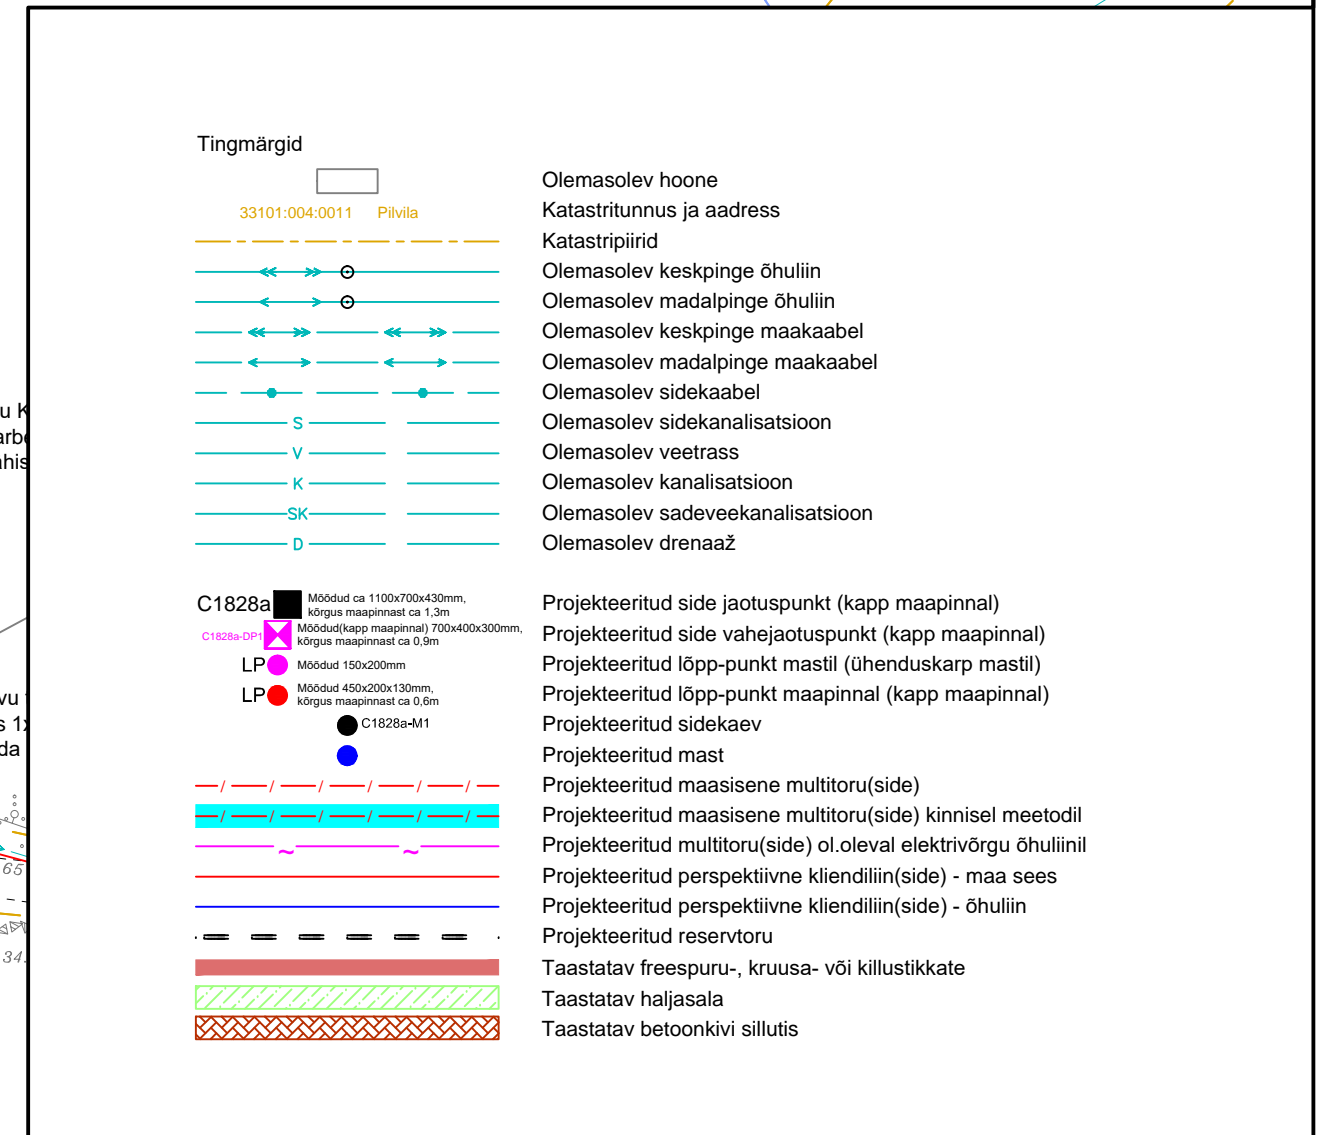 Tingmärgid
Olemasolev hoone
33101:004:0011 Pilvila Katastritunnus ja aadress
Katastripiirid
Olemasolev keskpinge õhuliin
Olemasolev madalpinge õhuliin
Olemasolev keskpinge maakaabel
Olemasolev madalpinge maakaabel
Olemasolev sidekaabel
S Olemasolev sidekanalisatsioon
V Olemasolev veetrass
K Olemasolev kanalisatsioon
SK Olemasolev sadeveekanalisatsioon
D Olemasolev drenaaž
C1828a Mõõdud ca 1100x700x430mm,
kõrgus maapinnast ca 1,3m
Projekteeritud side jaotuspunkt (kapp maapinnal)
C1828a-DP1 Mõõdud(kapp maapinnal) 700x400x300mm,
kõrgus maapinnast ca 0,9m
Projekteeritud side vahejaotuspunkt (kapp maapinnal)
LP Mõõdud 150x200mm Projekteeritud lõpp-punkt mastil (ühenduskarp mastil)
LP Mõõdud 450x200x130mm,
kõrgus maapinnast ca 0,6m
Projekteeritud lõpp-punkt maapinnal (kapp maapinnal)
C1828a-M1 Projekteeritud sidekaev
Projekteeritud mast
Projekteeritud maasisene multitoru(side)
Projekteeritud maasisene multitoru(side) kinnisel meetodil
Projekteeritud multitoru(side) ol.oleval elektrivõrgu õhuliinil
Projekteeritud perspektiivne kliendiliin(side) - maa sees
Projekteeritud perspektiivne kliendiliin(side) - õhuliin
Projekteeritud reservtoru
Taastatav freespuru-, kruusa- või killustikkate
Taastatav haljasala
Taastatav betoonkivi sillutis
65
34.